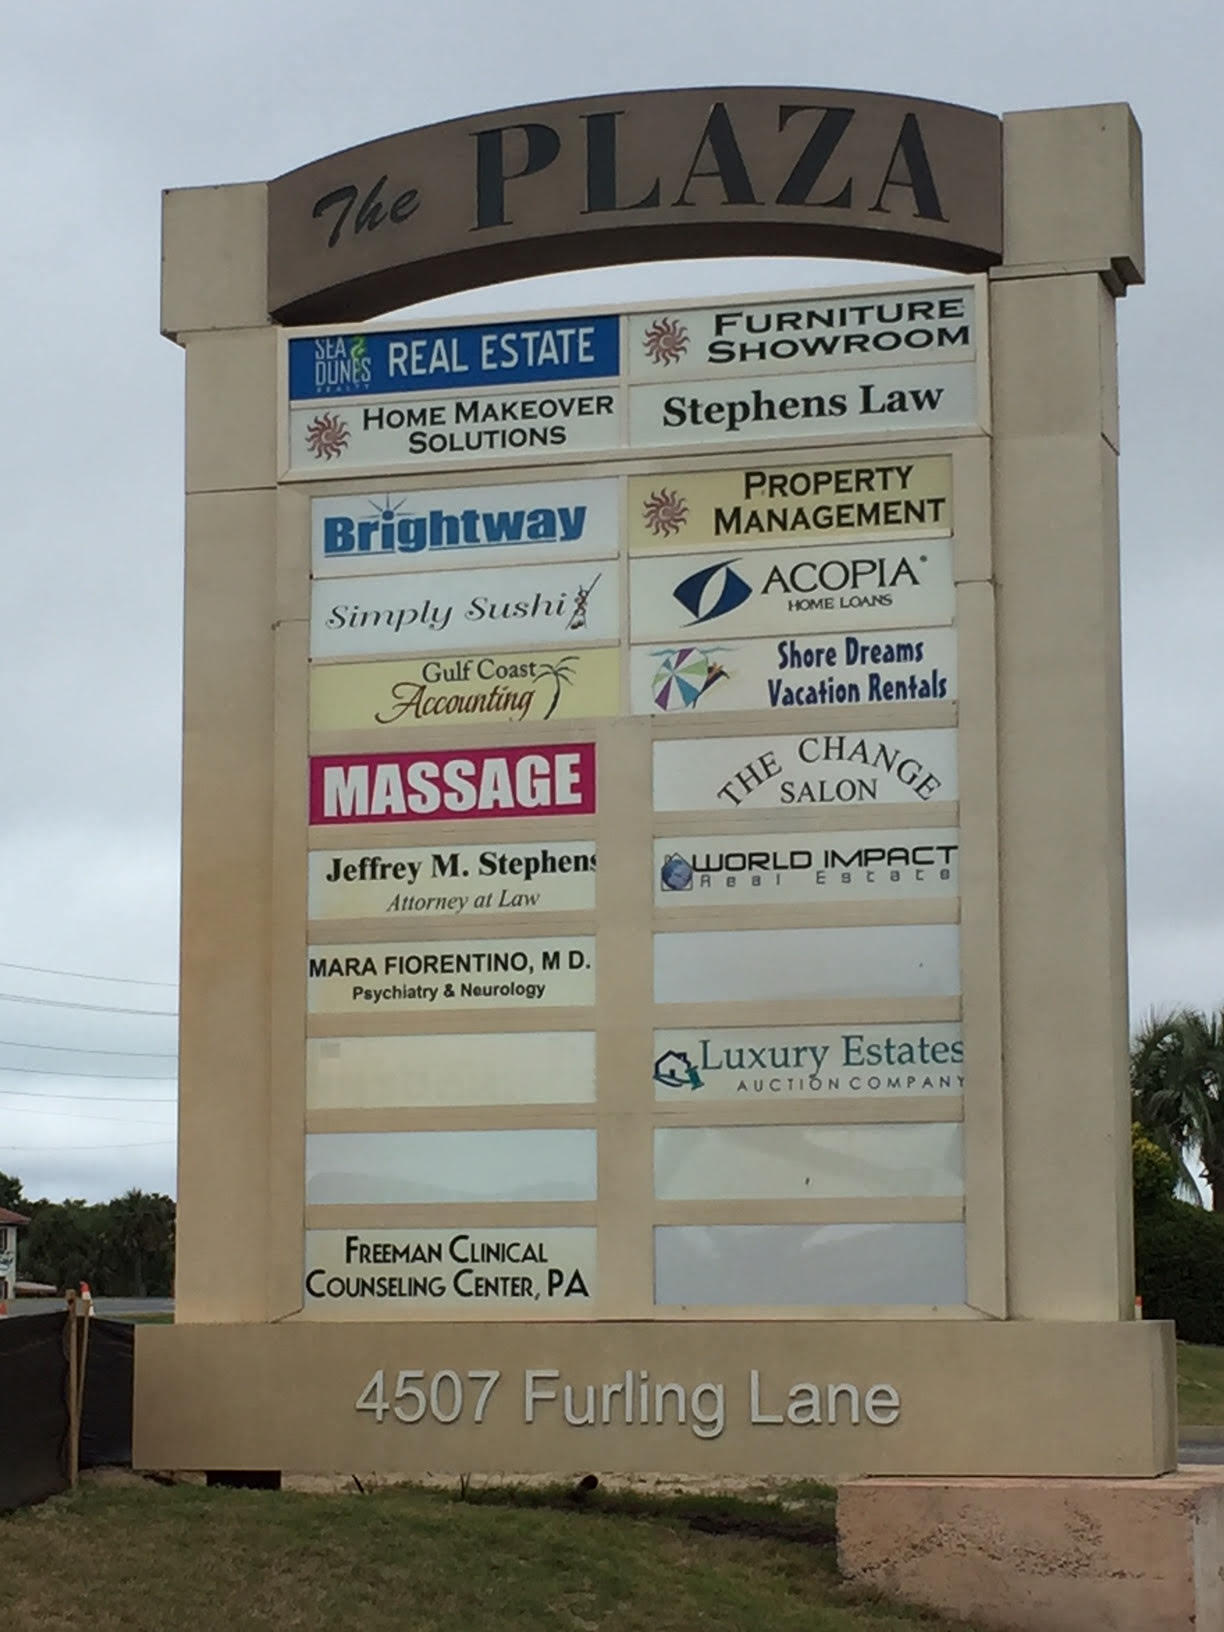 The PLAZA
SEA DUNES REALTY
REAL ESTATE
FURNITURE
SHOWROOM
HOME MAKEOVER
SOLUTIONS
Stephens Law
Brightway
PROPERTY
MANAGEMENT
Simply Sushi
ACOPIA
HOME LOANS
Gulf Coast
Accounting
Shore Dreams
Vacation Rentals
MASSAGE
THE CHANGE
SALON
Jeffrey M. Stephens
Attorney at Law
WORLD IMPACT
Real Estate
MARA FIORENTINO, M D.
Psychiatry & Neurology
LUXURY ESTATES
AUCTION COMPANY
FREEMAN CLINICAL
COUNSELING CENTER, PA
4507 Furling Lane